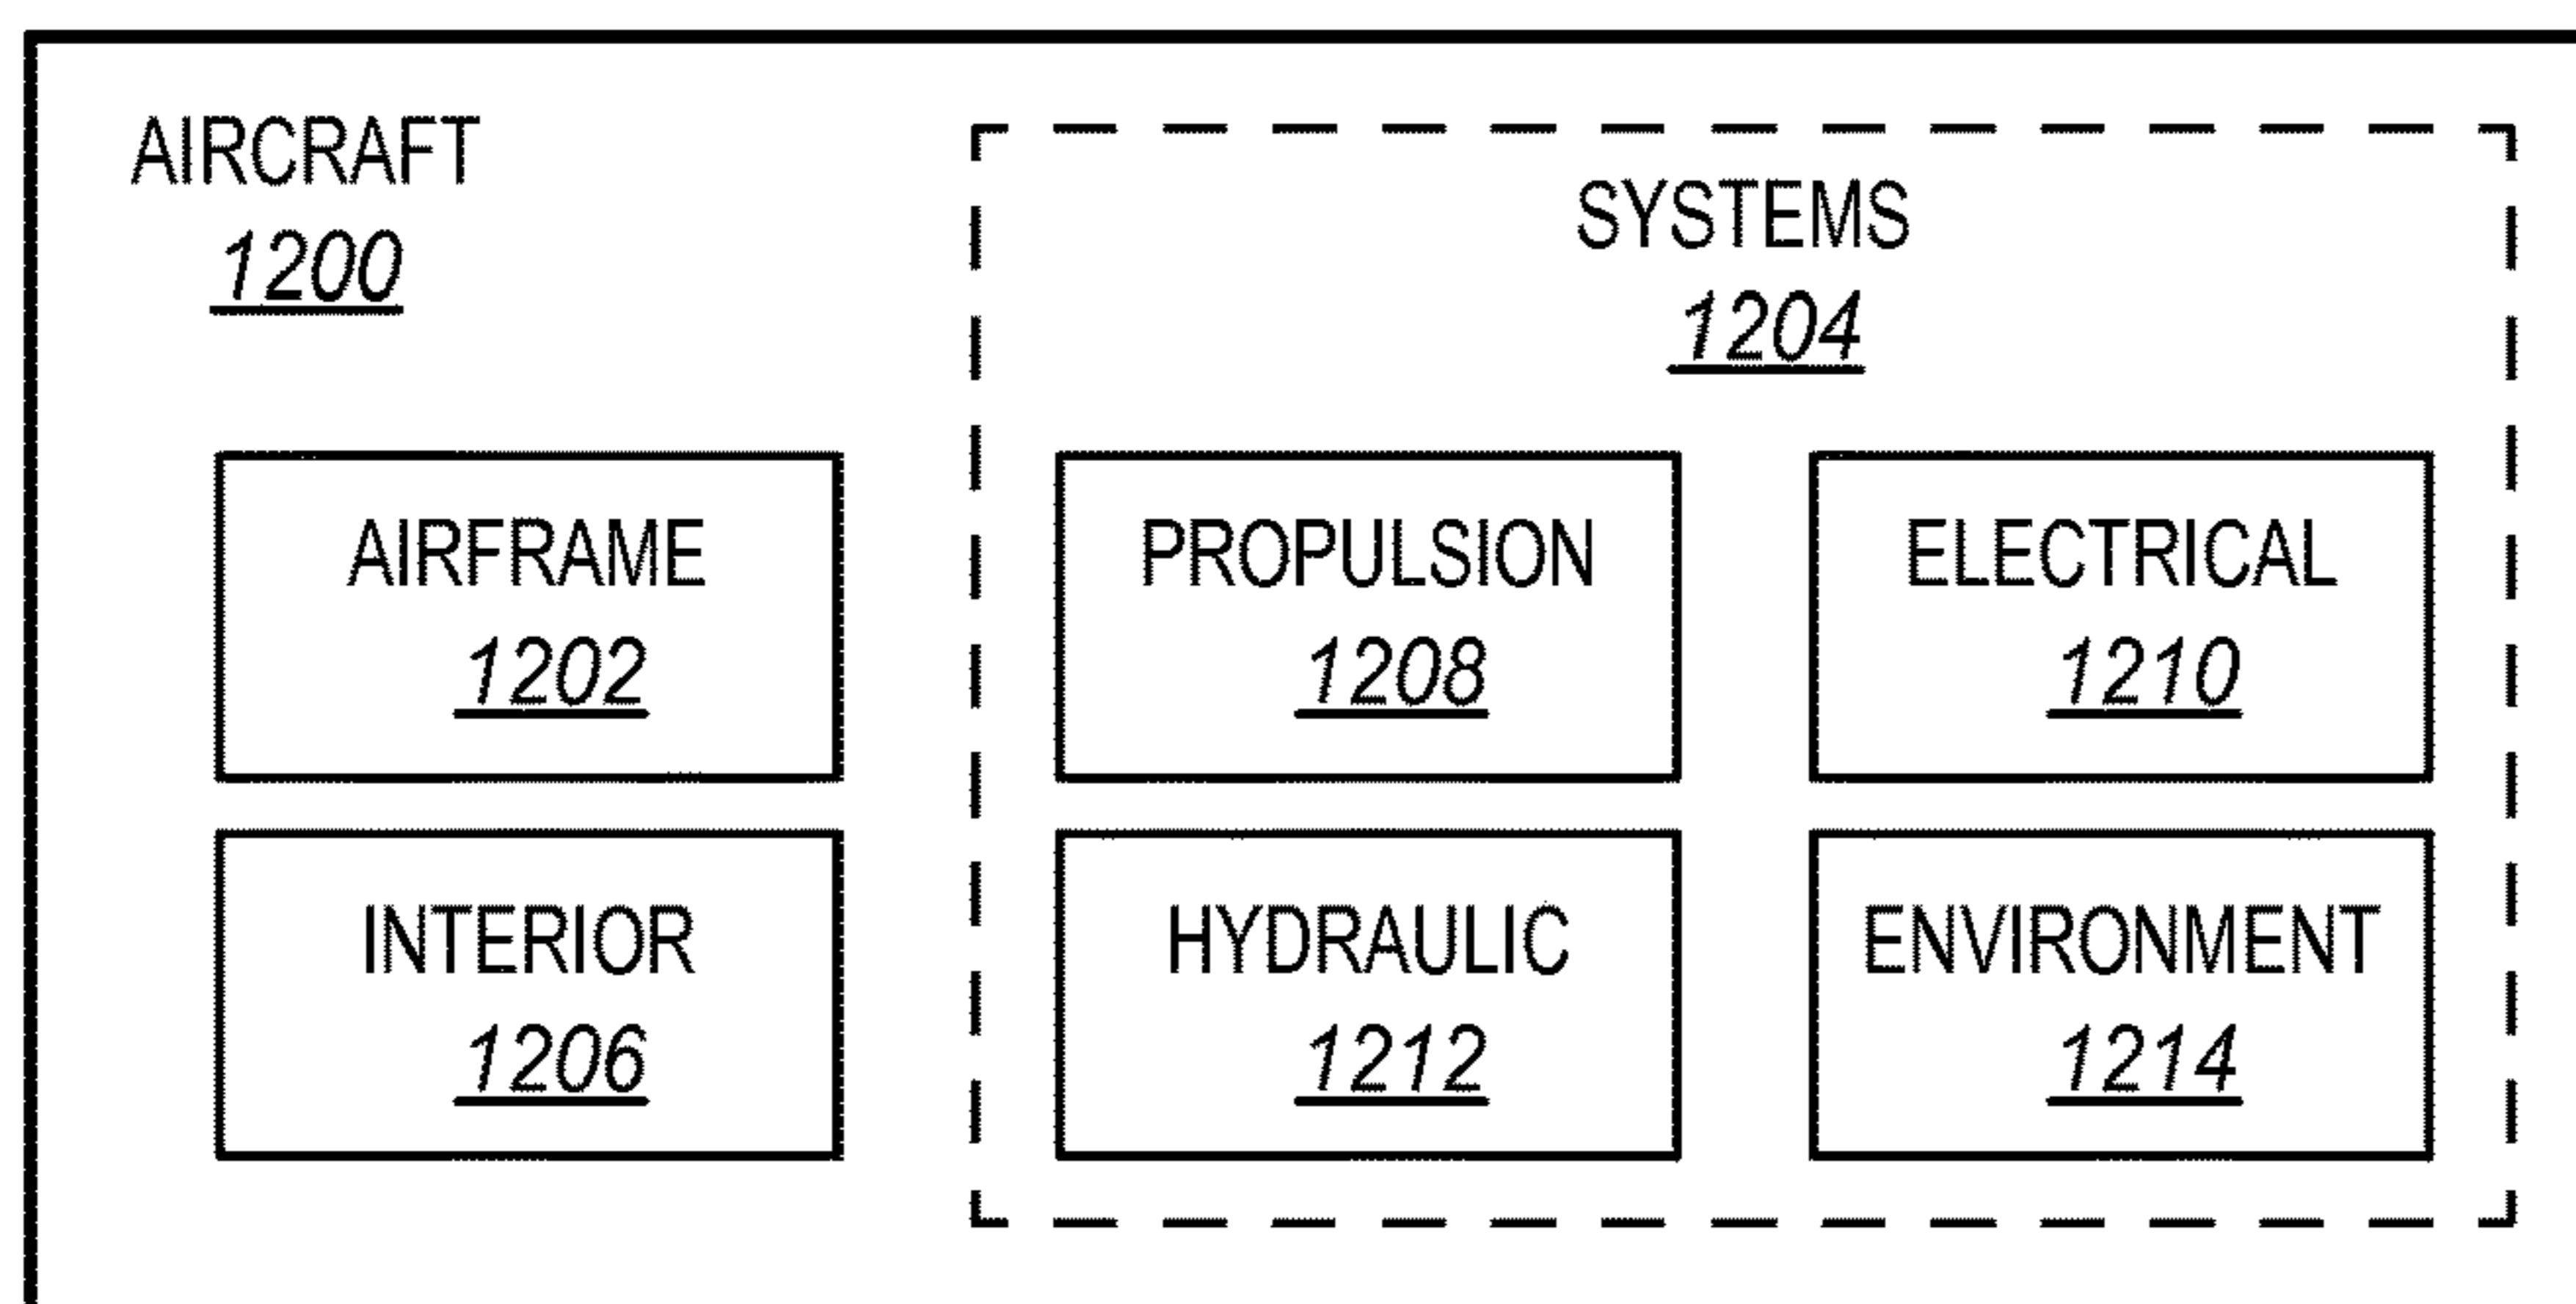 AIRCRAFT
1200
SYSTEMS
1204
AIRFRAME
1202
PROPULSION
1208
ELECTRICAL
1210
INTERIOR
1206
HYDRAULIC
1212
ENVIRONMENT
1214